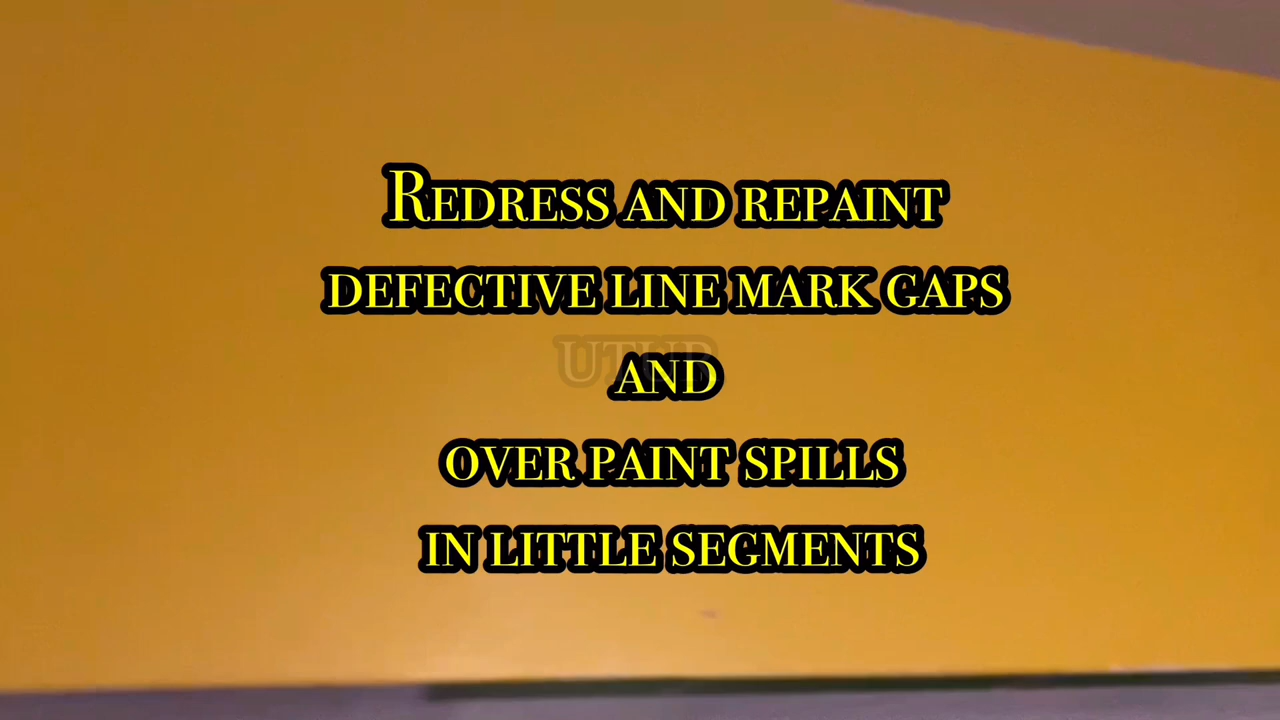 Redress and repaint
defective line mark gaps
and
over paint spills
in little segments